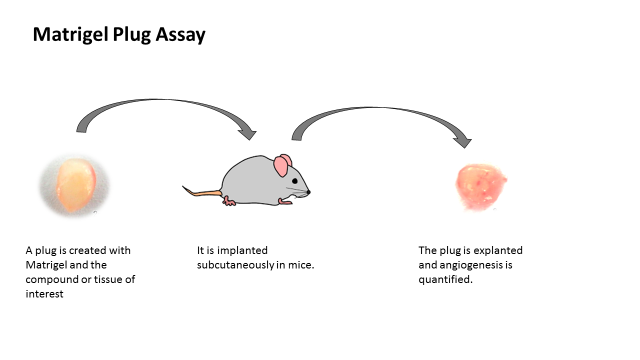 Matrigel Plug Assay
A plug is created with
Matrigel and the
compound or tissue of
interest
It is implanted
subcutaneously in mice.
The plug is explanted
and angiogenesis is
quantified.